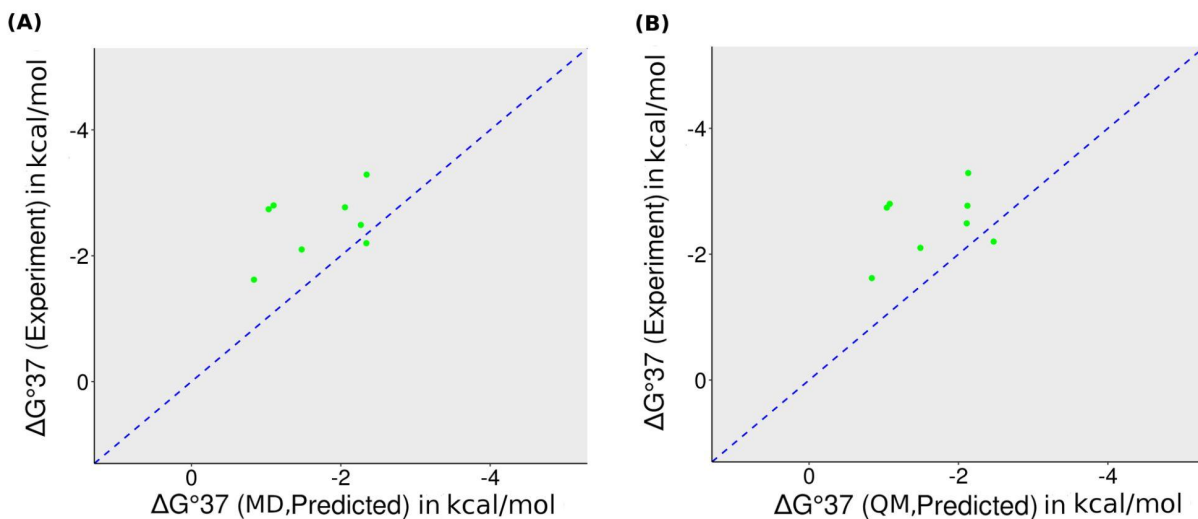 (A)
ΔG°37 (Experiment) in kcal/mol
-4
-2
0
0
-2
-4
ΔG°37 (MD,Predicted) in kcal/mol
(B)
ΔG°37 (Experiment) in kcal/mol
-4
-2
0
0
-2
-4
ΔG°37 (QM,Predicted) in kcal/mol